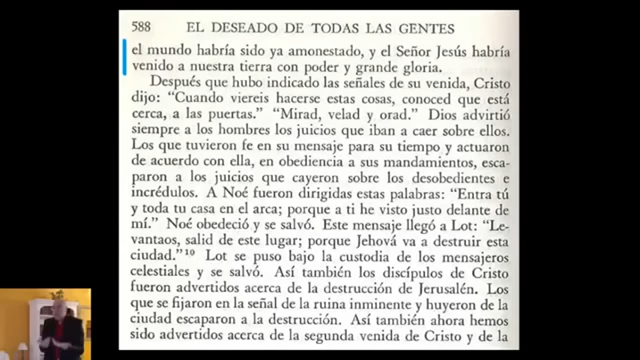 588 EL DESEADO DE TODAS LAS GENTES
el mundo habría sido ya amonestado, y el Señor Jesús habría
venido a nuestra tierra con poder y grande gloria.
Después que hubo indicado las señales de su venida, Cristo
dijo: “Cuando viereis hacerse estas cosas, conoced que está
cerca, a las puertas.” “Mirad, velad y orad.” Dios advirtió
siempre a los hombres los juicios que iban a caer sobre ellos.
Los que tuvieron fe en su mensaje para su tiempo y actuaron
de acuerdo con ella, en obediencia a sus mandamientos, esca-
paron a los juicios que cayeron sobre los desobedientes e
incrédulos. A Noé fueron dirigidas estas palabras: “Entra tú
y toda tu casa en el arca; porque a ti he visto justo delante de
mí.” Noé obedeció y se salvó. Este mensaje llegó a Lot: “Le-
vantaos, salid de este lugar; porque Jehová va a destruir esta
ciudad.”¹⁹ Lot se puso bajo la custodia de los mensajeros
celestiales y se salvó. Así también los discípulos de Cristo
fueron advertidos acerca de la destrucción de Jerusalén. Los
que se fijaron en la señal de la ruina inminente y huyeron de la
ciudad escaparon a la destrucción. Así también ahora hemos
sido advertidos acerca de la segunda venida de Cristo y de la